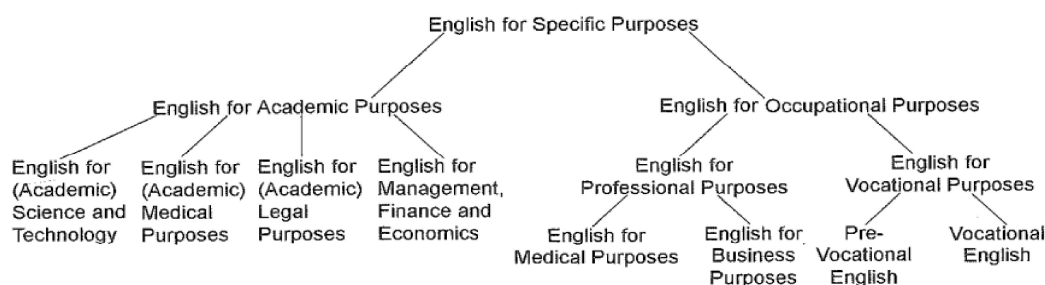 English for Specific Purposes
English for Academic Purposes
English for Occupational Purposes
English for
(Academic)
Science and
Technology
English for
(Academic)
Medical
Purposes
English for
(Academic)
Legal
Purposes
English for
Management,
Finance and
Economics
English for
Professional Purposes
English for
Vocational Purposes
English for
Medical Purposes
English for
Business
Purposes
Pre-
Vocational
English
Vocational
English